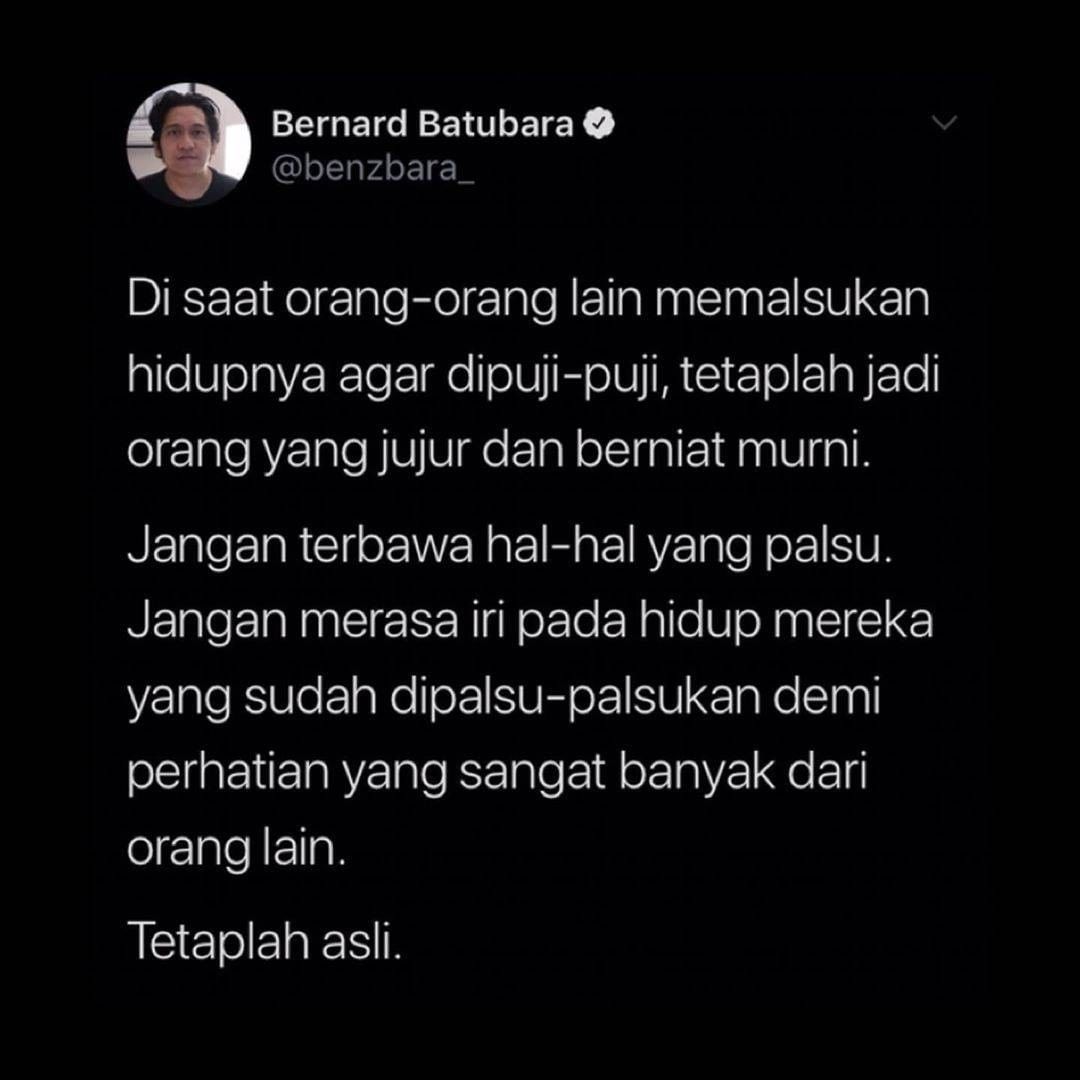 Bernard Batubara
@benzbara_
Di saat orang-orang lain memalsukan
hidupnya agar dipuji-puji, tetaplah jadi
orang yang jujur dan berniat murni.
Jangan terbawa hal-hal yang palsu.
Jangan merasa iri pada hidup mereka
yang sudah dipalsu-palsukan demi
perhatian yang sangat banyak dari
orang lain.
Tetaplah asli.